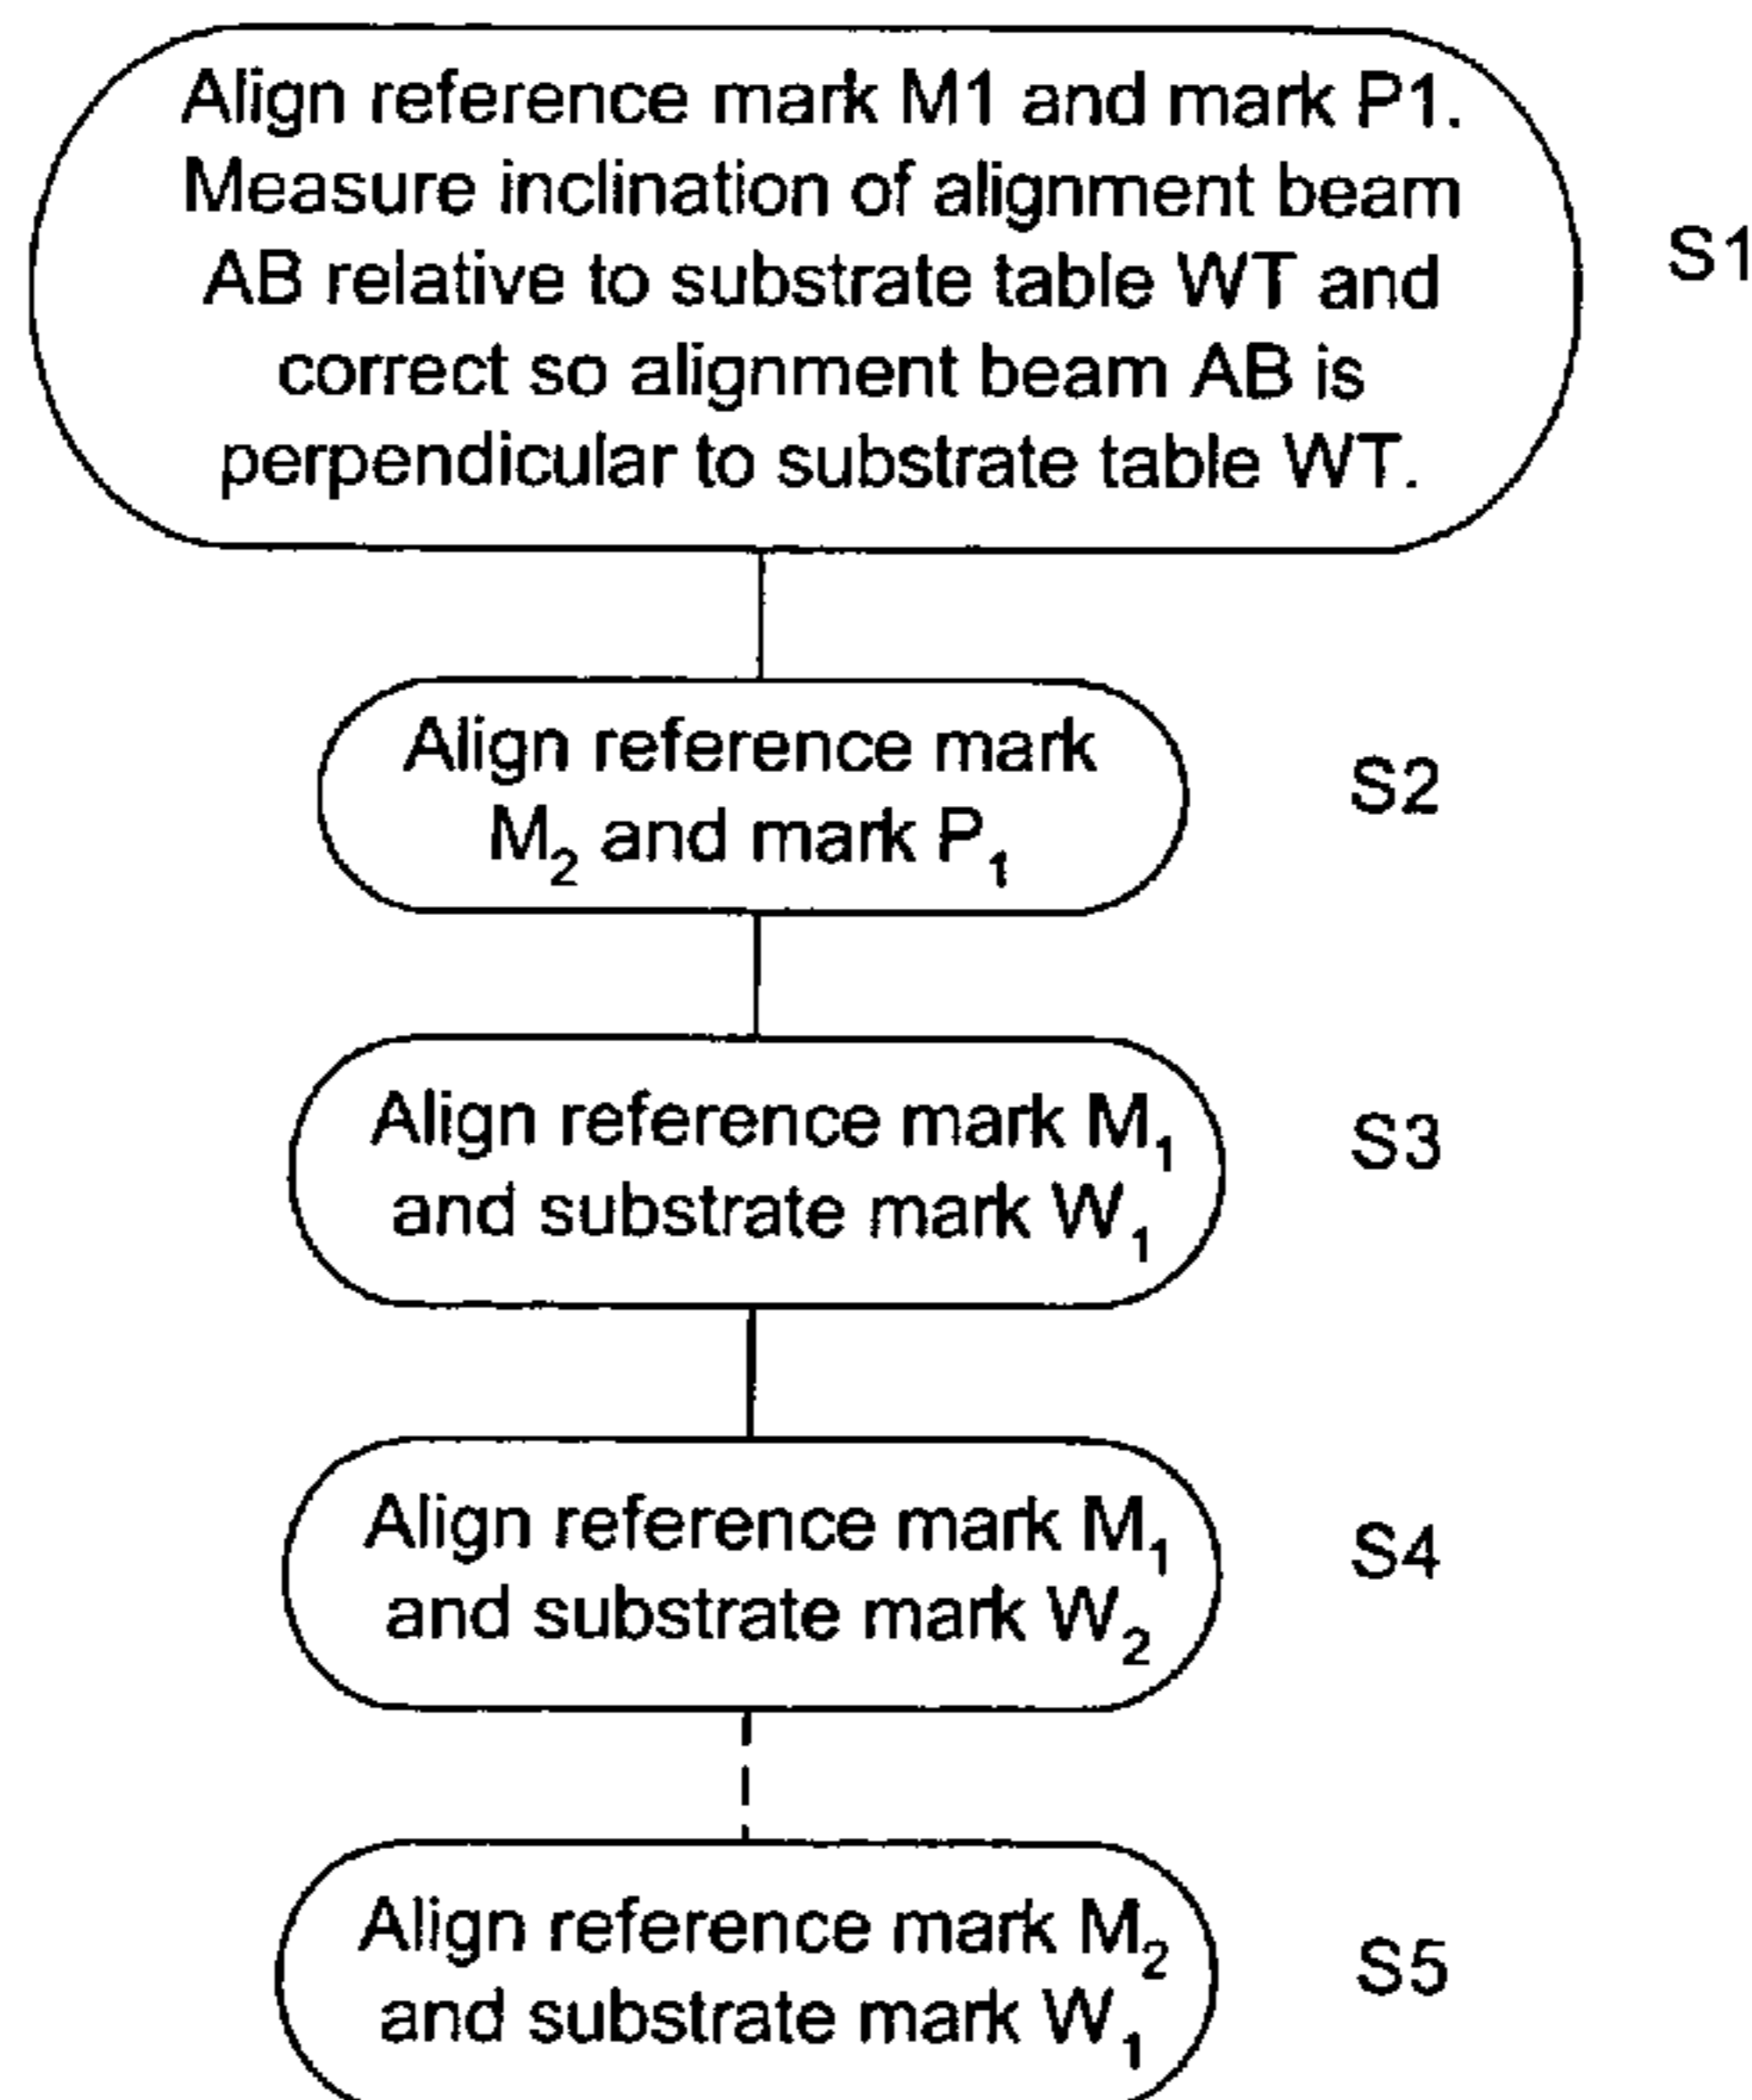 Align reference mark M1 and mark P1.
Measure inclination of alignment beam
AB relative to substrate table WT and
correct so alignment beam AB is
perpendicular to substrate table WT.
S1
Align reference mark
M₂ and mark P₁
S2
Align reference mark M₁
and substrate mark W₁
S3
Align reference mark M₁
and substrate mark W₂
S4
Align reference mark M₂
and substrate mark W₁
S5